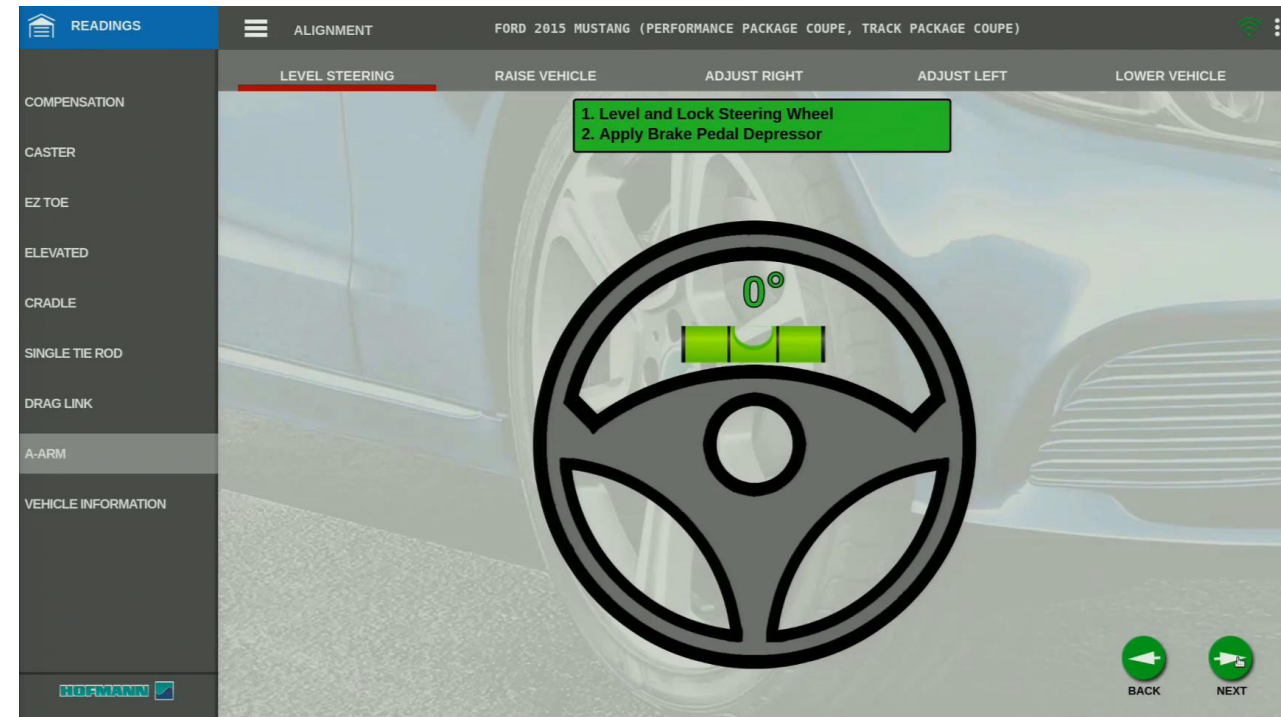 READINGS
ALIGNMENT
FORD 2015 MUSTANG (PERFORMANCE PACKAGE COUPE, TRACK PACKAGE COUPE)
LEVEL STEERING
RAISE VEHICLE
ADJUST RIGHT
ADJUST LEFT
LOWER VEHICLE
COMPENSATION
CASTER
EZ TOE
ELEVATED
CRADLE
SINGLE TIE ROD
DRAG LINK
A-ARM
VEHICLE INFORMATION
1. Level and Lock Steering Wheel
2. Apply Brake Pedal Depressor
0°
BACK
NEXT
HOFMANN